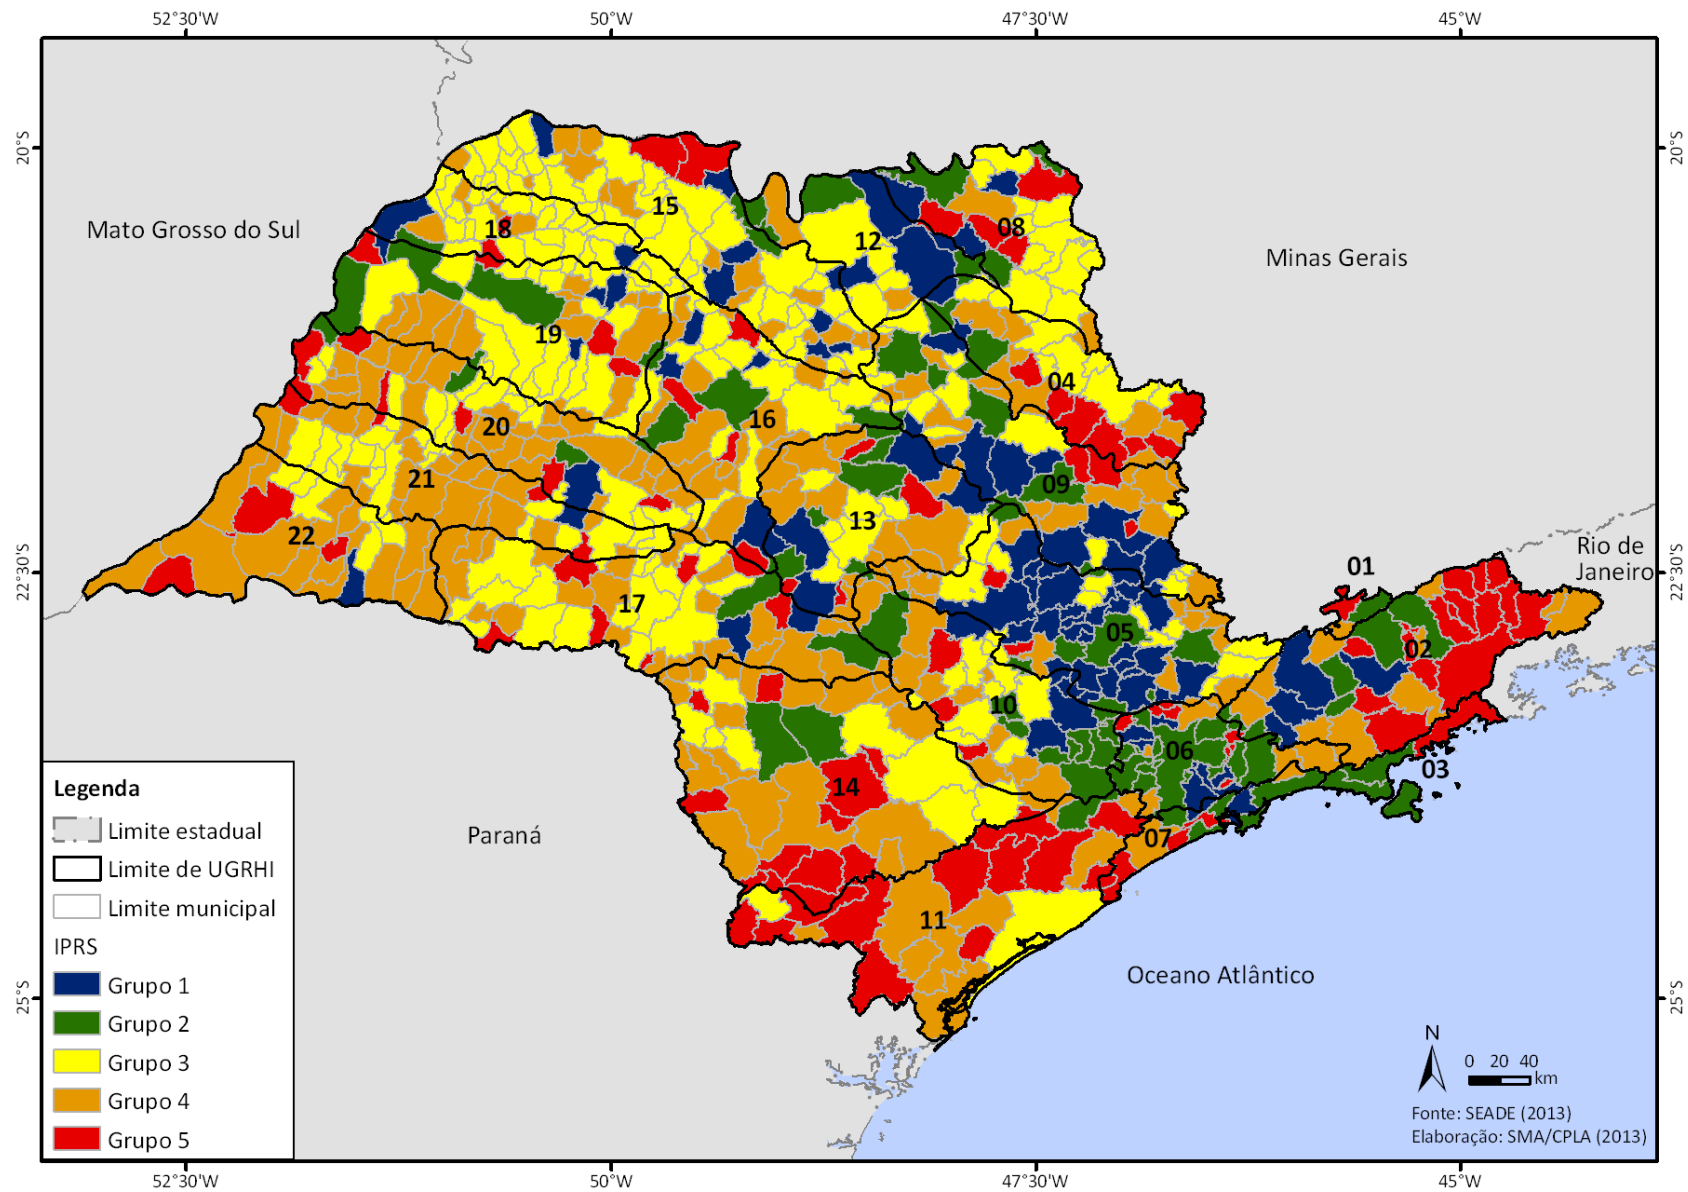 52°30'W 50°W 47°30'W 45°W
20°S 20°S
Mato Grosso do Sul
Minas Gerais
15
18
12
08
19
04
20
16
21
09
22
13
22°30'S 22°30'S
Rio de
Janeiro
01
17
05
02
10
06
03
14
07
11
Paraná
Oceano Atlântico
25°S 25°S
Legenda
Limite estadual
Limite de UGRHI
Limite municipal
IPRS
Grupo 1
Grupo 2
Grupo 3
Grupo 4
Grupo 5
N
0 20 40
km
Fonte: SEADE (2013)
Elaboração: SMA/CPLA (2013)
52°30'W 50°W 47°30'W 45°W